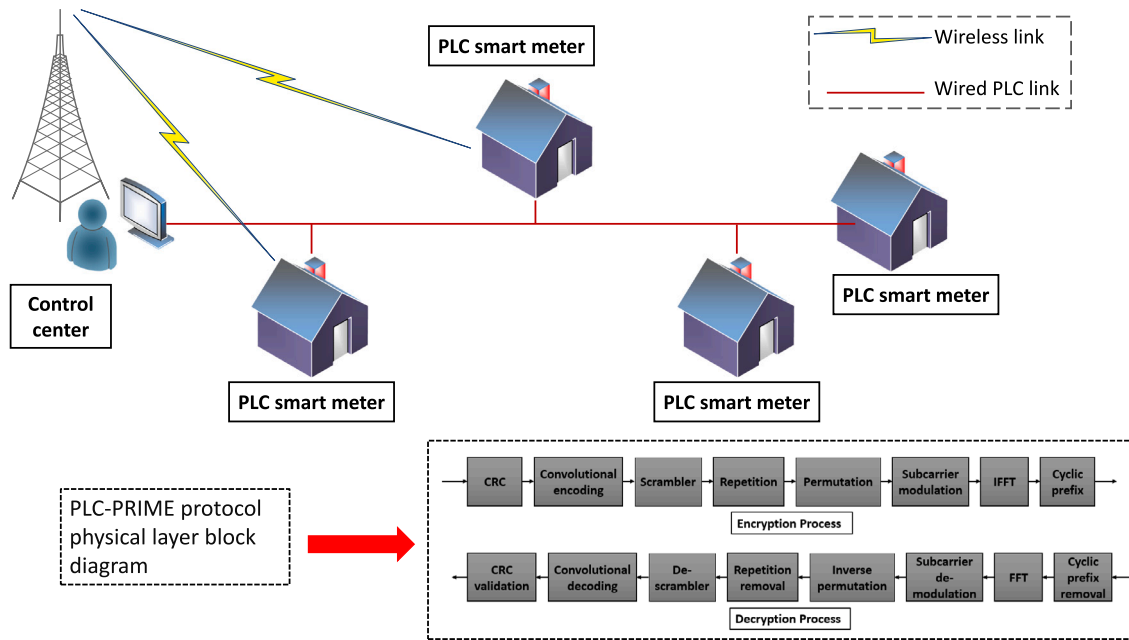 PLC smart meter
Wireless link
Wired PLC link
Control
center
PLC smart meter
PLC smart meter
PLC smart meter
PLC-PRIME protocol
physical layer block
diagram
CRC
Convolutional
encoding
Scrambler
Repetition
Permutation
Subcarrier
modulation
IFFT
Cyclic
prefix
Encryption Process
CRC
validation
Convolutional
decoding
De-
scrambler
Repetition
removal
Inverse
permutation
Subcarrier
de-
modulation
FFT
Cyclic
prefix
removal
Decryption Process